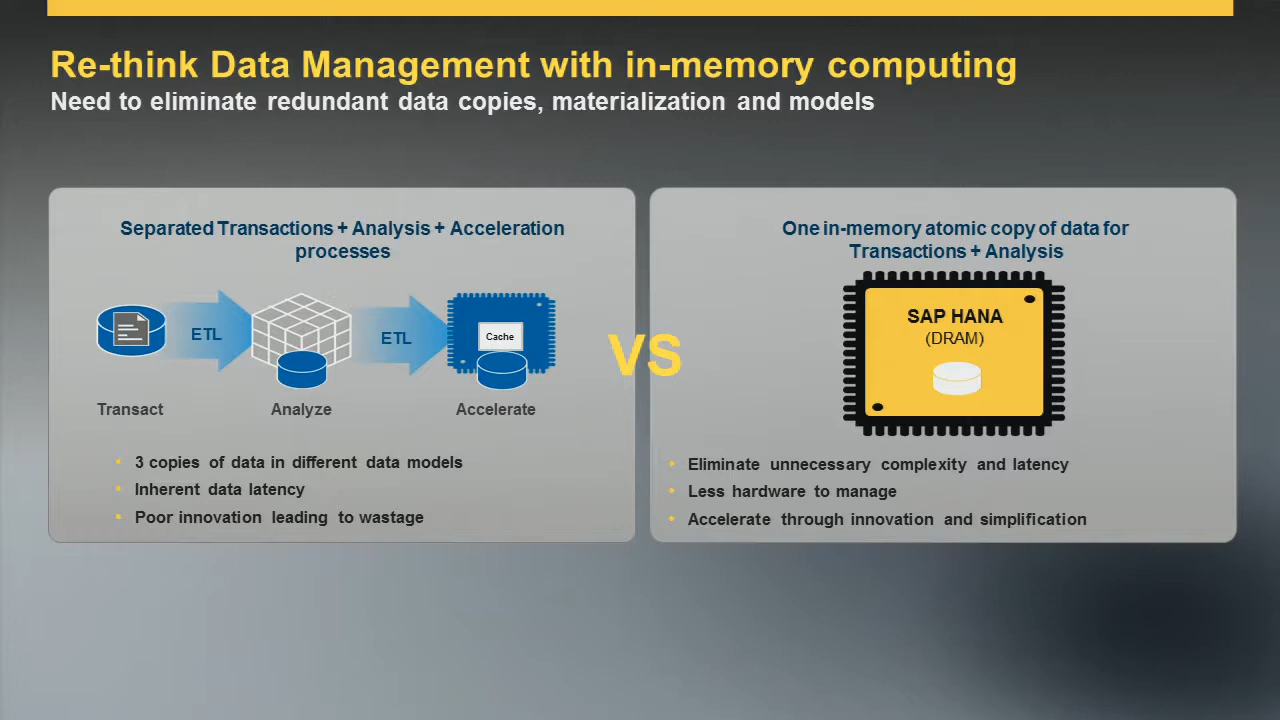 Re-think Data Management with in-memory computing
Need to eliminate redundant data copies, materialization and models
Separated Transactions + Analysis + Acceleration
processes
ETL
ETL
Cache
Transact
Analyze
Accelerate
• 3 copies of data in different data models
• Inherent data latency
• Poor innovation leading to wastage
VS
One in-memory atomic copy of data for
Transactions + Analysis
SAP HANA
(DRAM)
• Eliminate unnecessary complexity and latency
• Less hardware to manage
• Accelerate through innovation and simplification